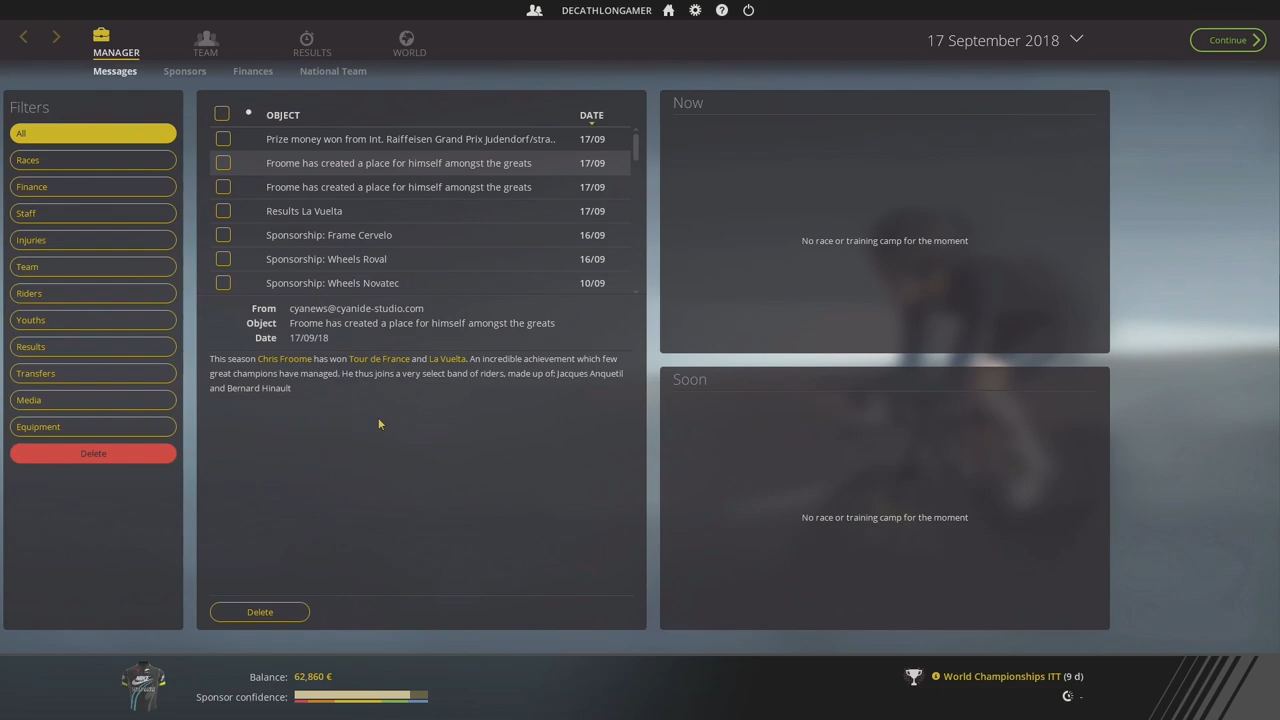 DECATHLONGAMER
MANAGER
TEAM
RESULTS
WORLD
17 September 2018
Continue
Messages
Sponsors
Finances
National Team
Filters
All
Races
Finance
Staff
Injuries
Team
Riders
Youths
Results
Transfers
Media
Equipment
Delete
OBJECT DATE
Prize money won from Int. Raiffeisen Grand Prix Judendorf/stra.. 17/09
Froome has created a place for himself amongst the greats 17/09
Froome has created a place for himself amongst the greats 17/09
Results La Vuelta 17/09
Sponsorship: Frame Cervelo 16/09
Sponsorship: Wheels Roval 16/09
Sponsorship: Wheels Novatec 10/09
From cyanews@cyanide-studio.com
Object Froome has created a place for himself amongst the greats
Date 17/09/18
This season Chris Froome has won Tour de France and La Vuelta. An incredible achievement which few
great champions have managed. He thus joins a very select band of riders, made up of: Jacques Anquetil
and Bernard Hinault
Delete
Now
No race or training camp for the moment
Soon
No race or training camp for the moment
Balance: 62,860 €
Sponsor confidence:
World Championships ITT (9 d)
-